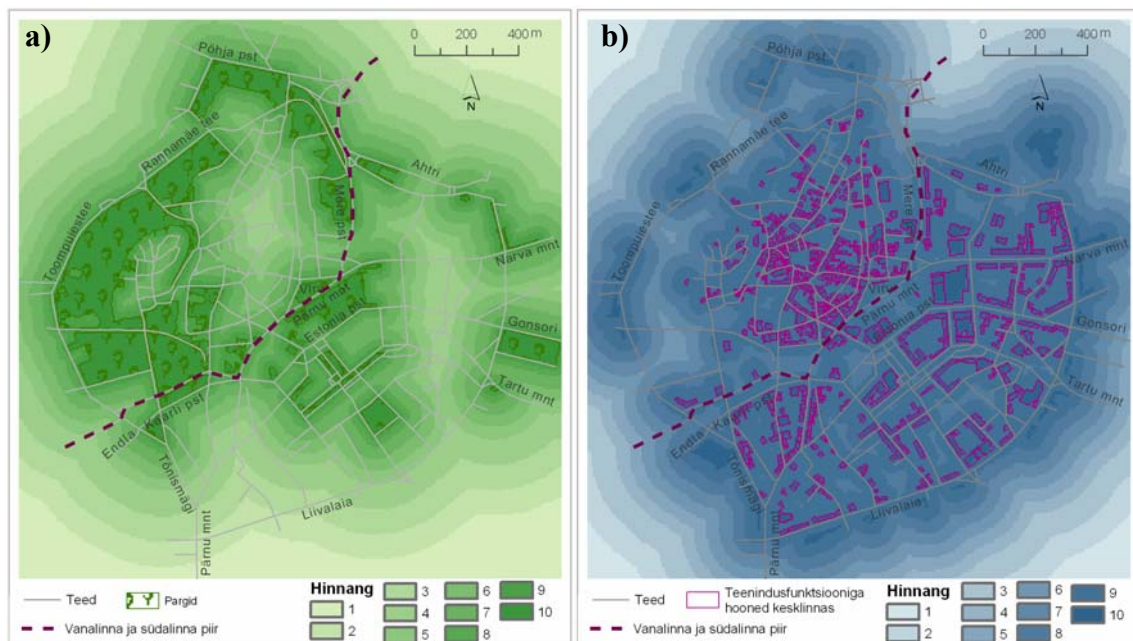 a)
0 200 400 m
N
Põhja pst
Rannamäe tee
Ahtri
Mere pst
Toompuiestee
Narva mnt
Viru
Pärnu mnt
Estonia pst
Gonsori
Tartu mnt
Kaarli pst
Endla
Tõnismägi
Liivalaia
Pärnu mnt
Teed
Pargid
Vanalinna ja südalinna piir
Hinnang
1
2
3
4
5
6
7
8
9
10
b)
0 200 400 m
N
Põhja pst
Rannamäe tee
Ahtri
Mere pst
Toompuiestee
Narva mnt
Viru
Pärnu mnt
Estonia pst
Gonsori
Tartu mnt
Kaarli pst
Endla
Tõnismägi
Liivalaia
Pärnu mnt
Teed
Teenindusfunktsiooniga
hooned kesklinnas
Vanalinna ja südalinna piir
Hinnang
1
2
3
4
5
6
7
8
9
10